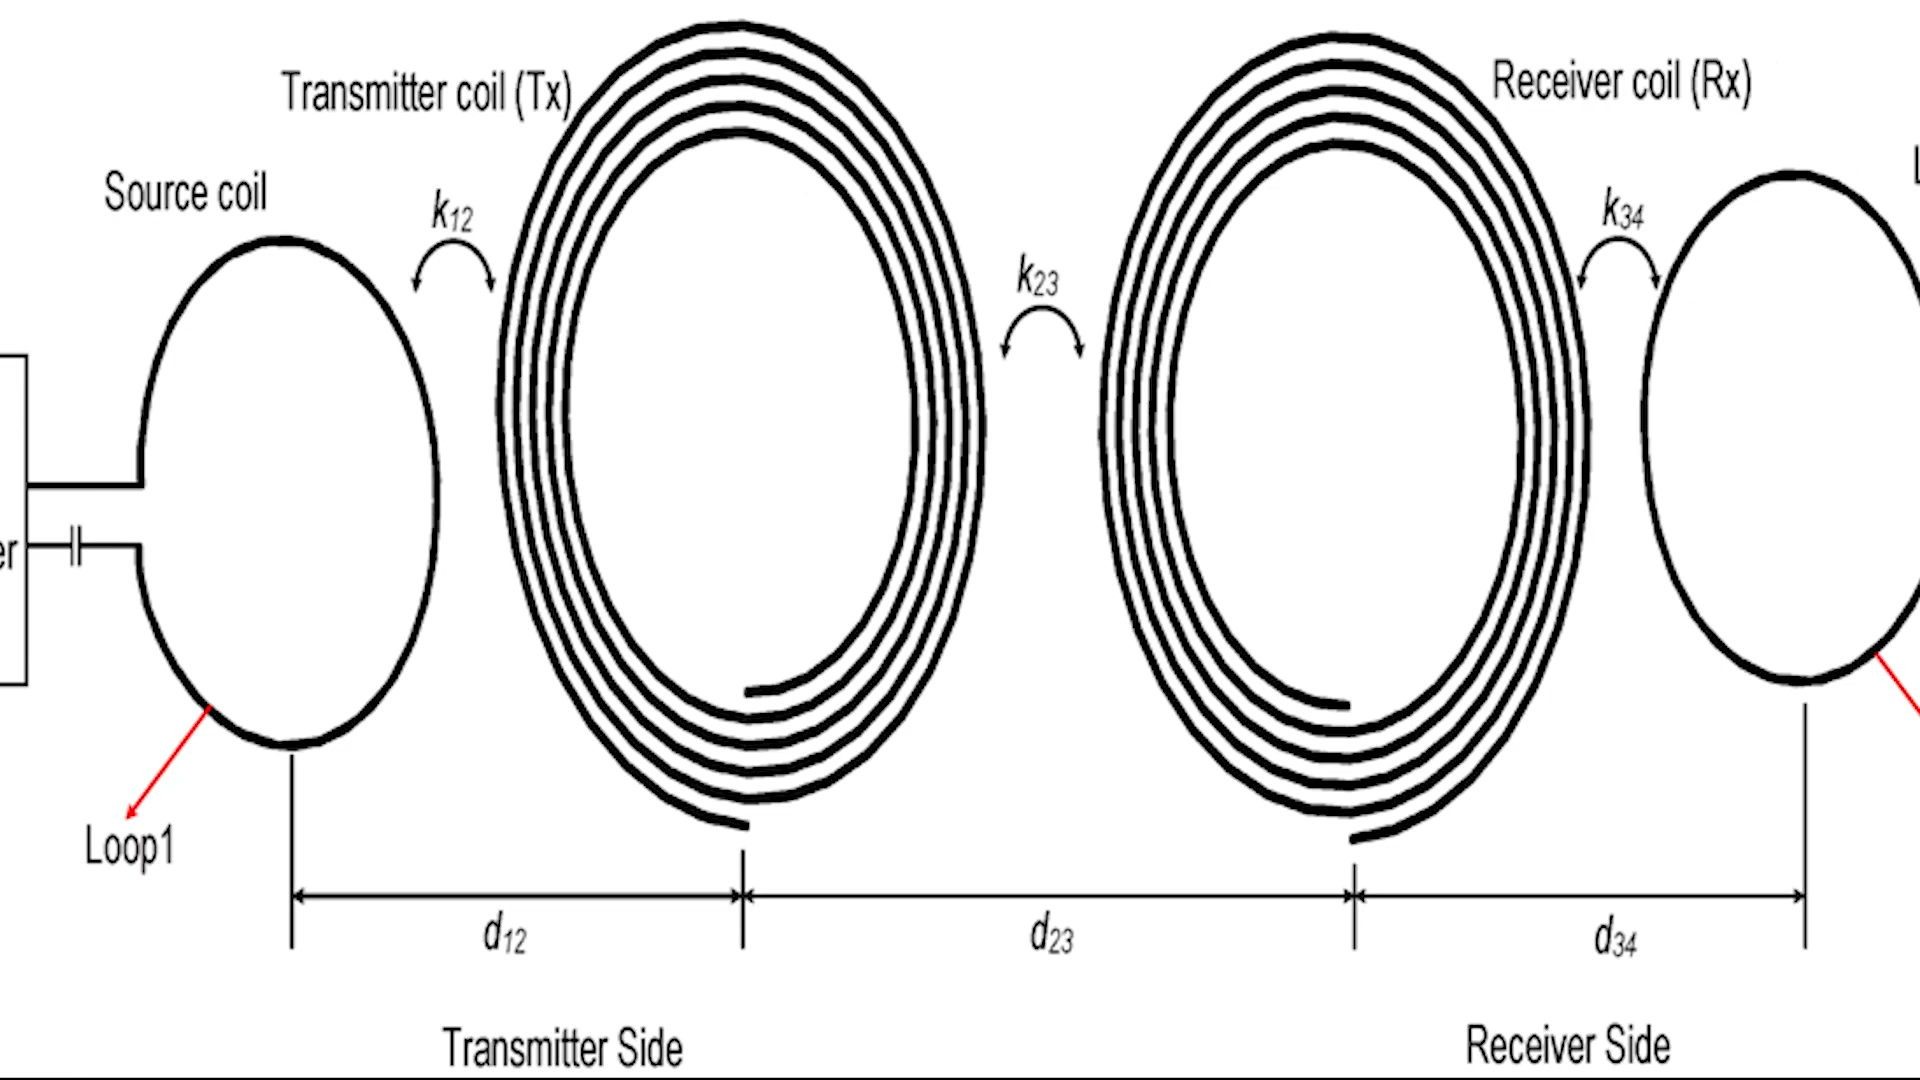 Transmitter coil (Tx)
Receiver coil (Rx)
Source coil
k12
k34
k23
er
Loop1
d12
d23
d34
Transmitter Side
Receiver Side